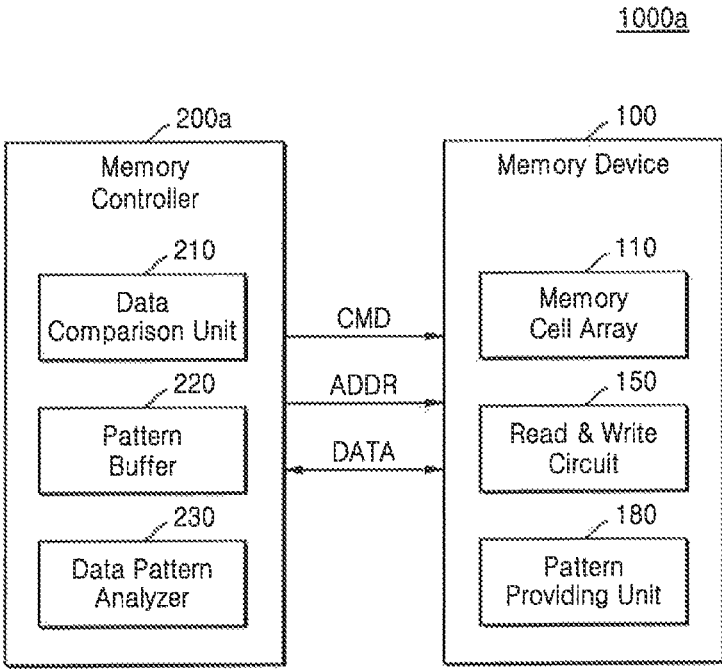 1000a
200a
Memory
Controller
210
Data
Comparison Unit
220
Pattern
Buffer
230
Data Pattern
Analyzer
CMD
ADDR
DATA
100
Memory Device
110
Memory
Cell Array
150
Read & Write
Circuit
180
Pattern
Providing Unit